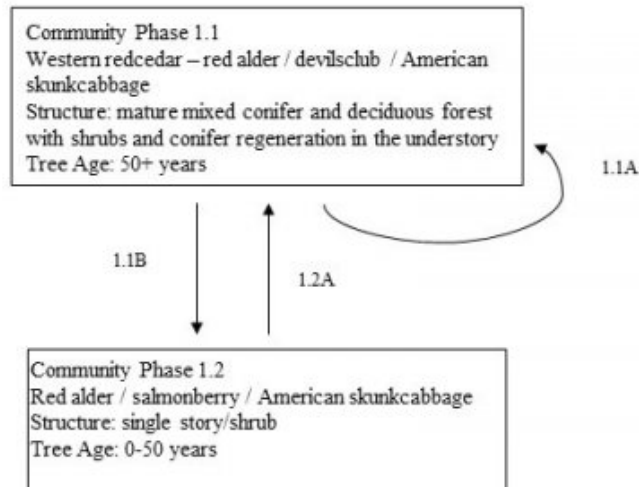 Community Phase 1.1
Western redcedar – red alder / devilsclub / American
skunkcabbage
Structure: mature mixed conifer and deciduous forest
with shrubs and conifer regeneration in the understory
Tree Age: 50+ years
1.1A
1.1B
1.2A
Community Phase 1.2
Red alder / salmonberry / American skunkcabbage
Structure: single story/shrub
Tree Age: 0-50 years